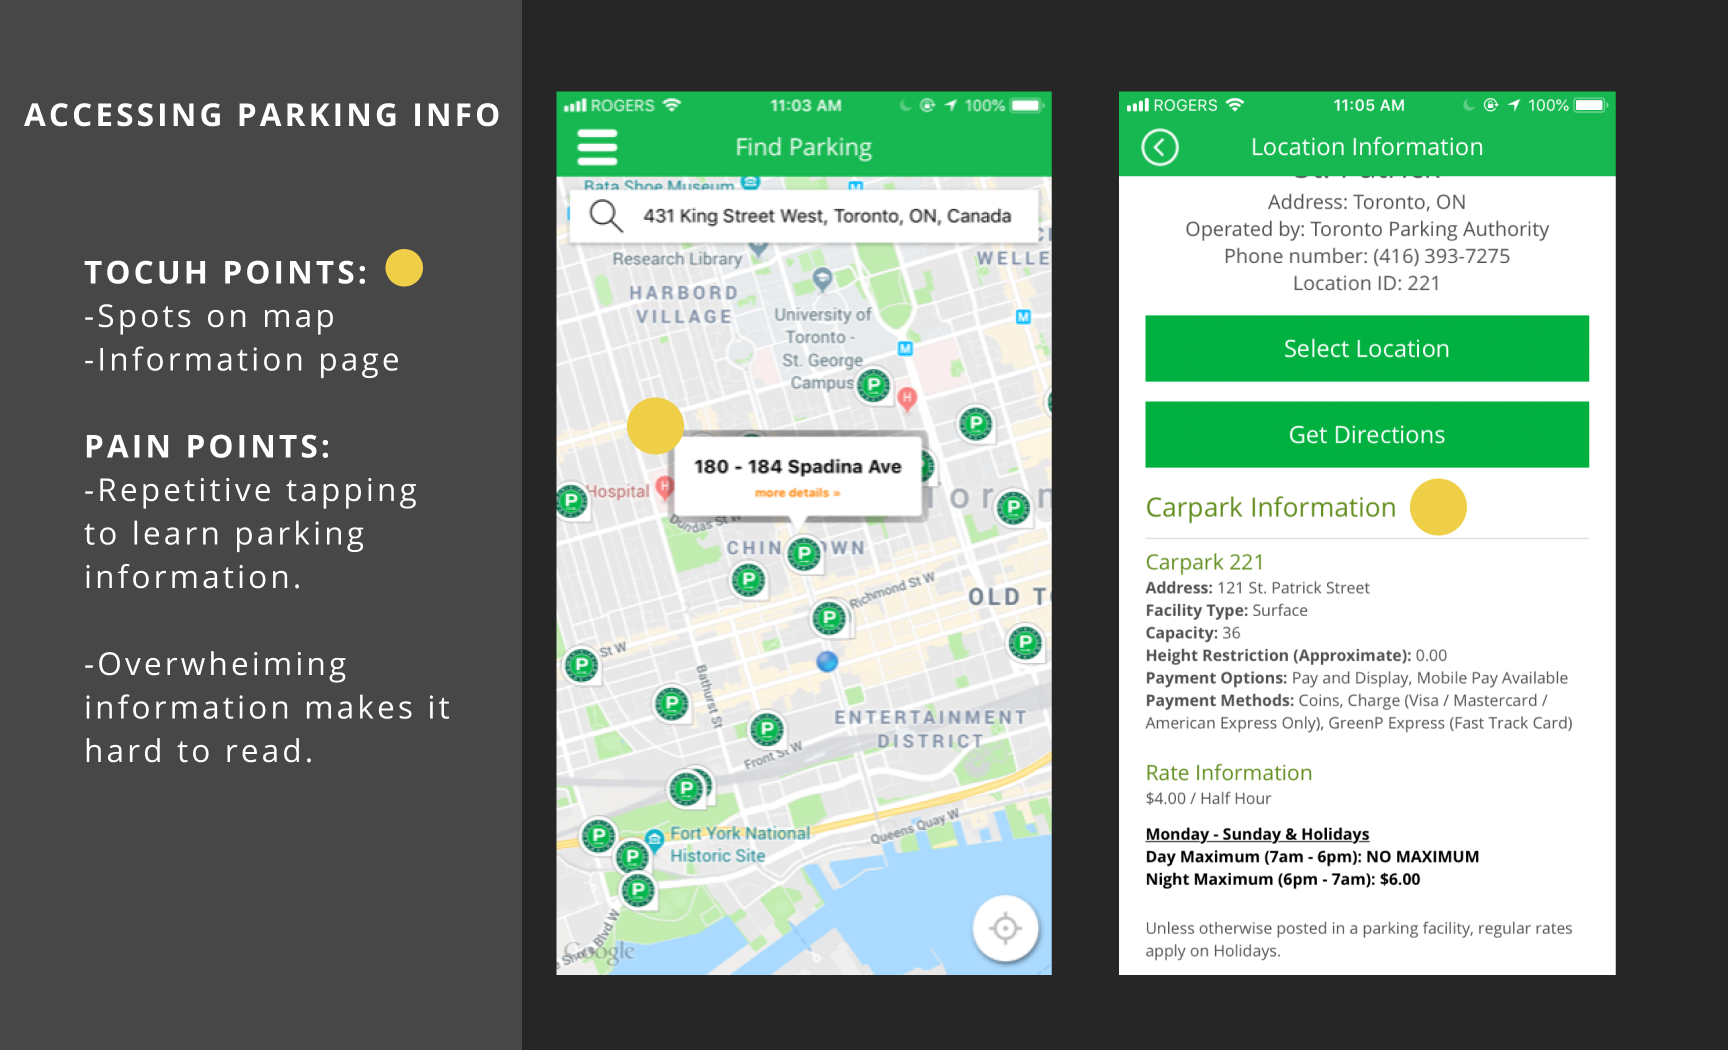 ACCESSING PARKING INFO
TOCUH POINTS:
-Spots on map
-Information page
PAIN POINTS:
-Repetitive tapping
to learn parking
information.
-Overwheiming
information makes it
hard to read.
ROGERS 11:03 AM 100%
Find Parking
Bata Shoe Museum
M
431 King Street West, Toronto, ON, Canada
Research Library
WELLE
HARBORD
VILLAGE
University of
Toronto -
St. George
Campus
M
M
P
H
P
180 - 184 Spadina Ave
more details »
Hospital
H
P
Toron
P
Dundas St W
CHIN
OWN
P
P
Richmond St W
OLD T
P
P
St W
P
Bathurst St
P
ENTERTAINMENT
DISTRICT
P
Front St W
P
P
Fort York National
Historic Site
Queens Quay W
P
P
Blvd W
Google
ROGERS 11:05 AM 100%
Location Information
St. Patrick
Address: Toronto, ON
Operated by: Toronto Parking Authority
Phone number: (416) 393-7275
Location ID: 221
Select Location
Get Directions
Carpark Information
Carpark 221
Address: 121 St. Patrick Street
Facility Type: Surface
Capacity: 36
Height Restriction (Approximate): 0.00
Payment Options: Pay and Display, Mobile Pay Available
Payment Methods: Coins, Charge (Visa / Mastercard /
American Express Only), GreenP Express (Fast Track Card)
Rate Information
$4.00 / Half Hour
Monday - Sunday & Holidays
Day Maximum (7am - 6pm): NO MAXIMUM
Night Maximum (6pm - 7am): $6.00
Unless otherwise posted in a parking facility, regular rates
apply on Holidays.